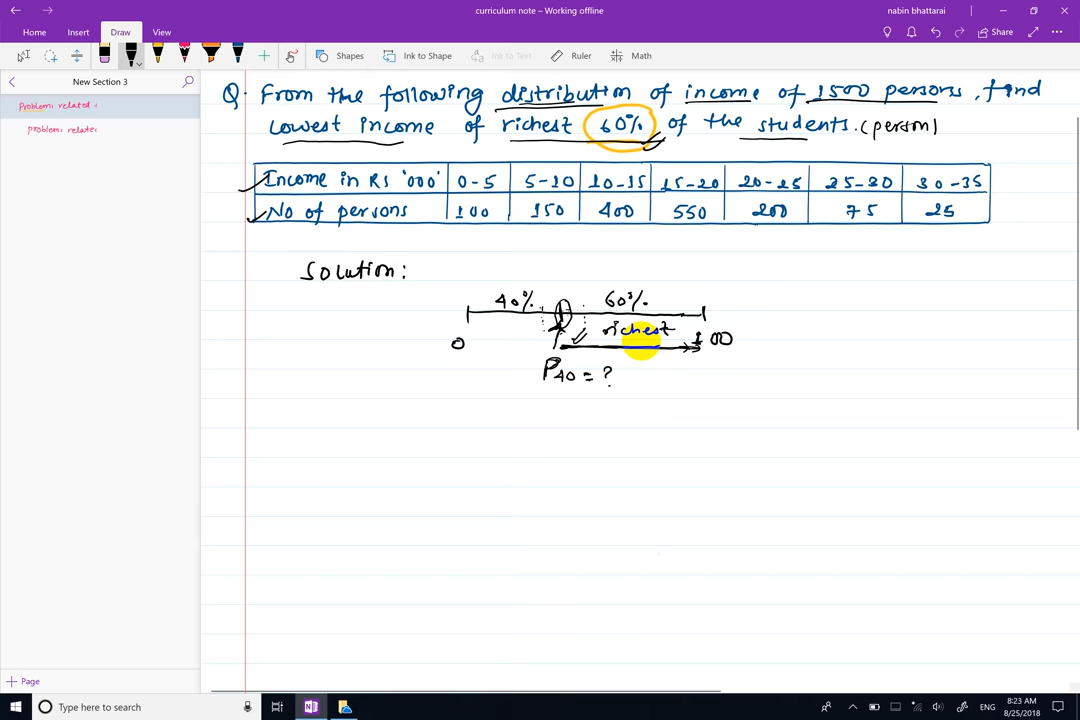 curriculum note – Working offline
nabin bhattarai
Home Insert Draw View
Share
Shapes Ink to Shape Ink to Text Ruler Math
New Section 3
Problem: related
problem: relate
Q. From the following distribution of income of 1500 persons, find
lowest income of richest 60% of the students. (person)
Income in RS '000' 0-5 5-10 10-15 15-20 20-25 25-30 30-35
No of persons 100 150 400 550 200 75 25
Solution:
40% 60%
richest
0 100
P40 = ?
Page
Type here to search
8:23 AM
8/25/2018